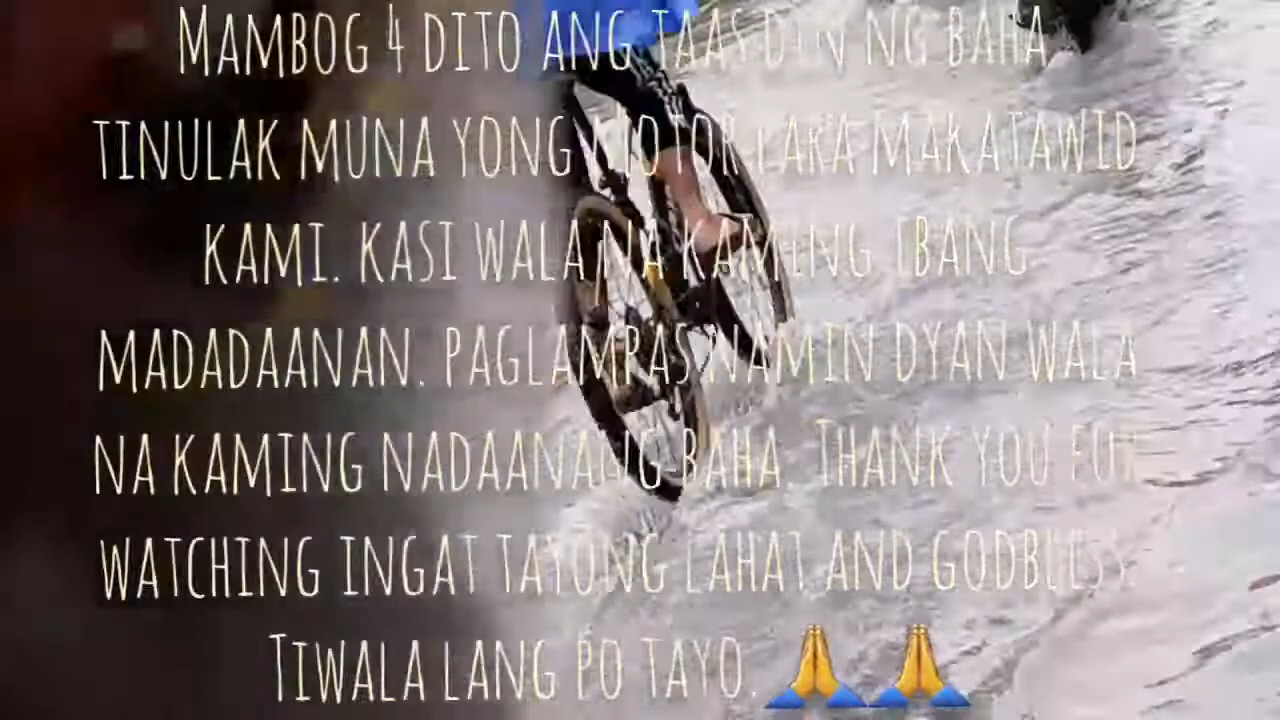 Mambog 4 dito ang taas din ng baha
tinulak muna yong motor para makatawid
kami. kasi wala na kaming ibang
madadaanan. paglampas namin dyan wala
na kaming nadaanang baha. Thank you for
watching ingat tayong lahat and godbless.
Tiwala lang po tayo. 🙏🙏